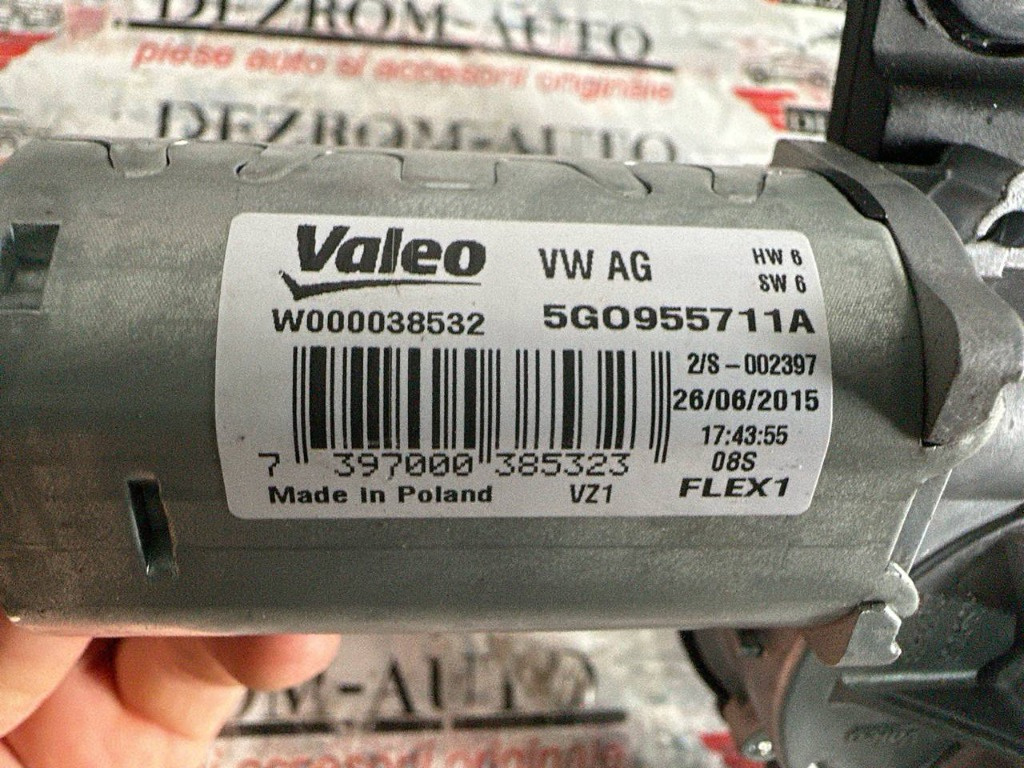 DEZROM-AUTO
piese auto si accesorii originale
DEZROM-AUTO
Valeo
VW AG
HW 6
SW 6
W000038532
5G0955711A
2/S - 002397
26/06/2015
17:43:55
08S
7 397000 385323
Made in Poland
VZ1
FLEX1